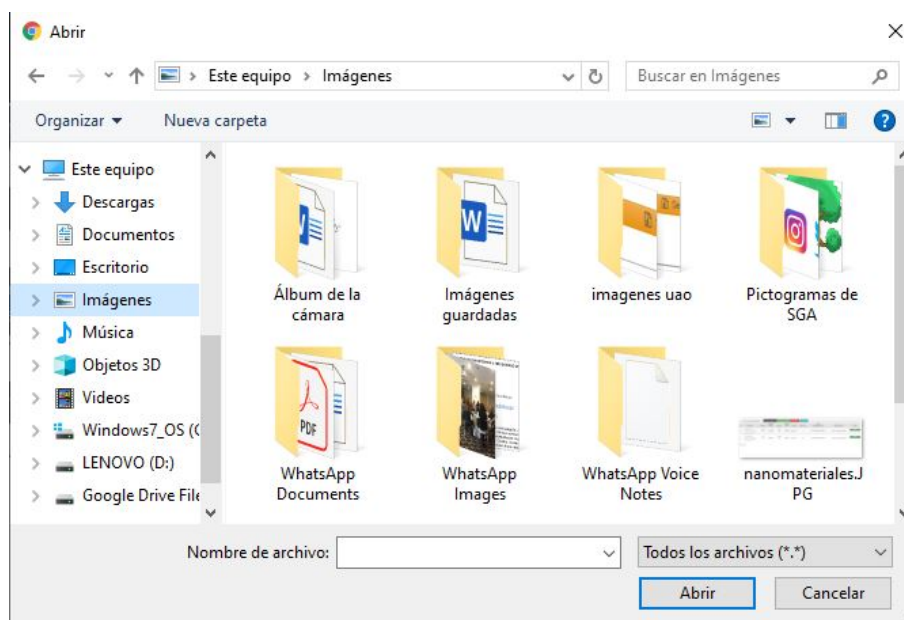 Abrir
Este equipo > Imágenes
Buscar en Imágenes
Organizar
Nueva carpeta
Este equipo
Descargas
Documentos
Escritorio
Imágenes
Música
Objetos 3D
Videos
Windows7_OS (C
LENOVO (D:)
Google Drive File
Álbum de la
cámara
Imágenes
guardadas
imagenes uao
Pictogramas de
SGA
WhatsApp
Documents
WhatsApp
Images
WhatsApp Voice
Notes
nanomateriales.J
PG
W
PDF
Nombre de archivo:
Todos los archivos (*.*)
Abrir
Cancelar